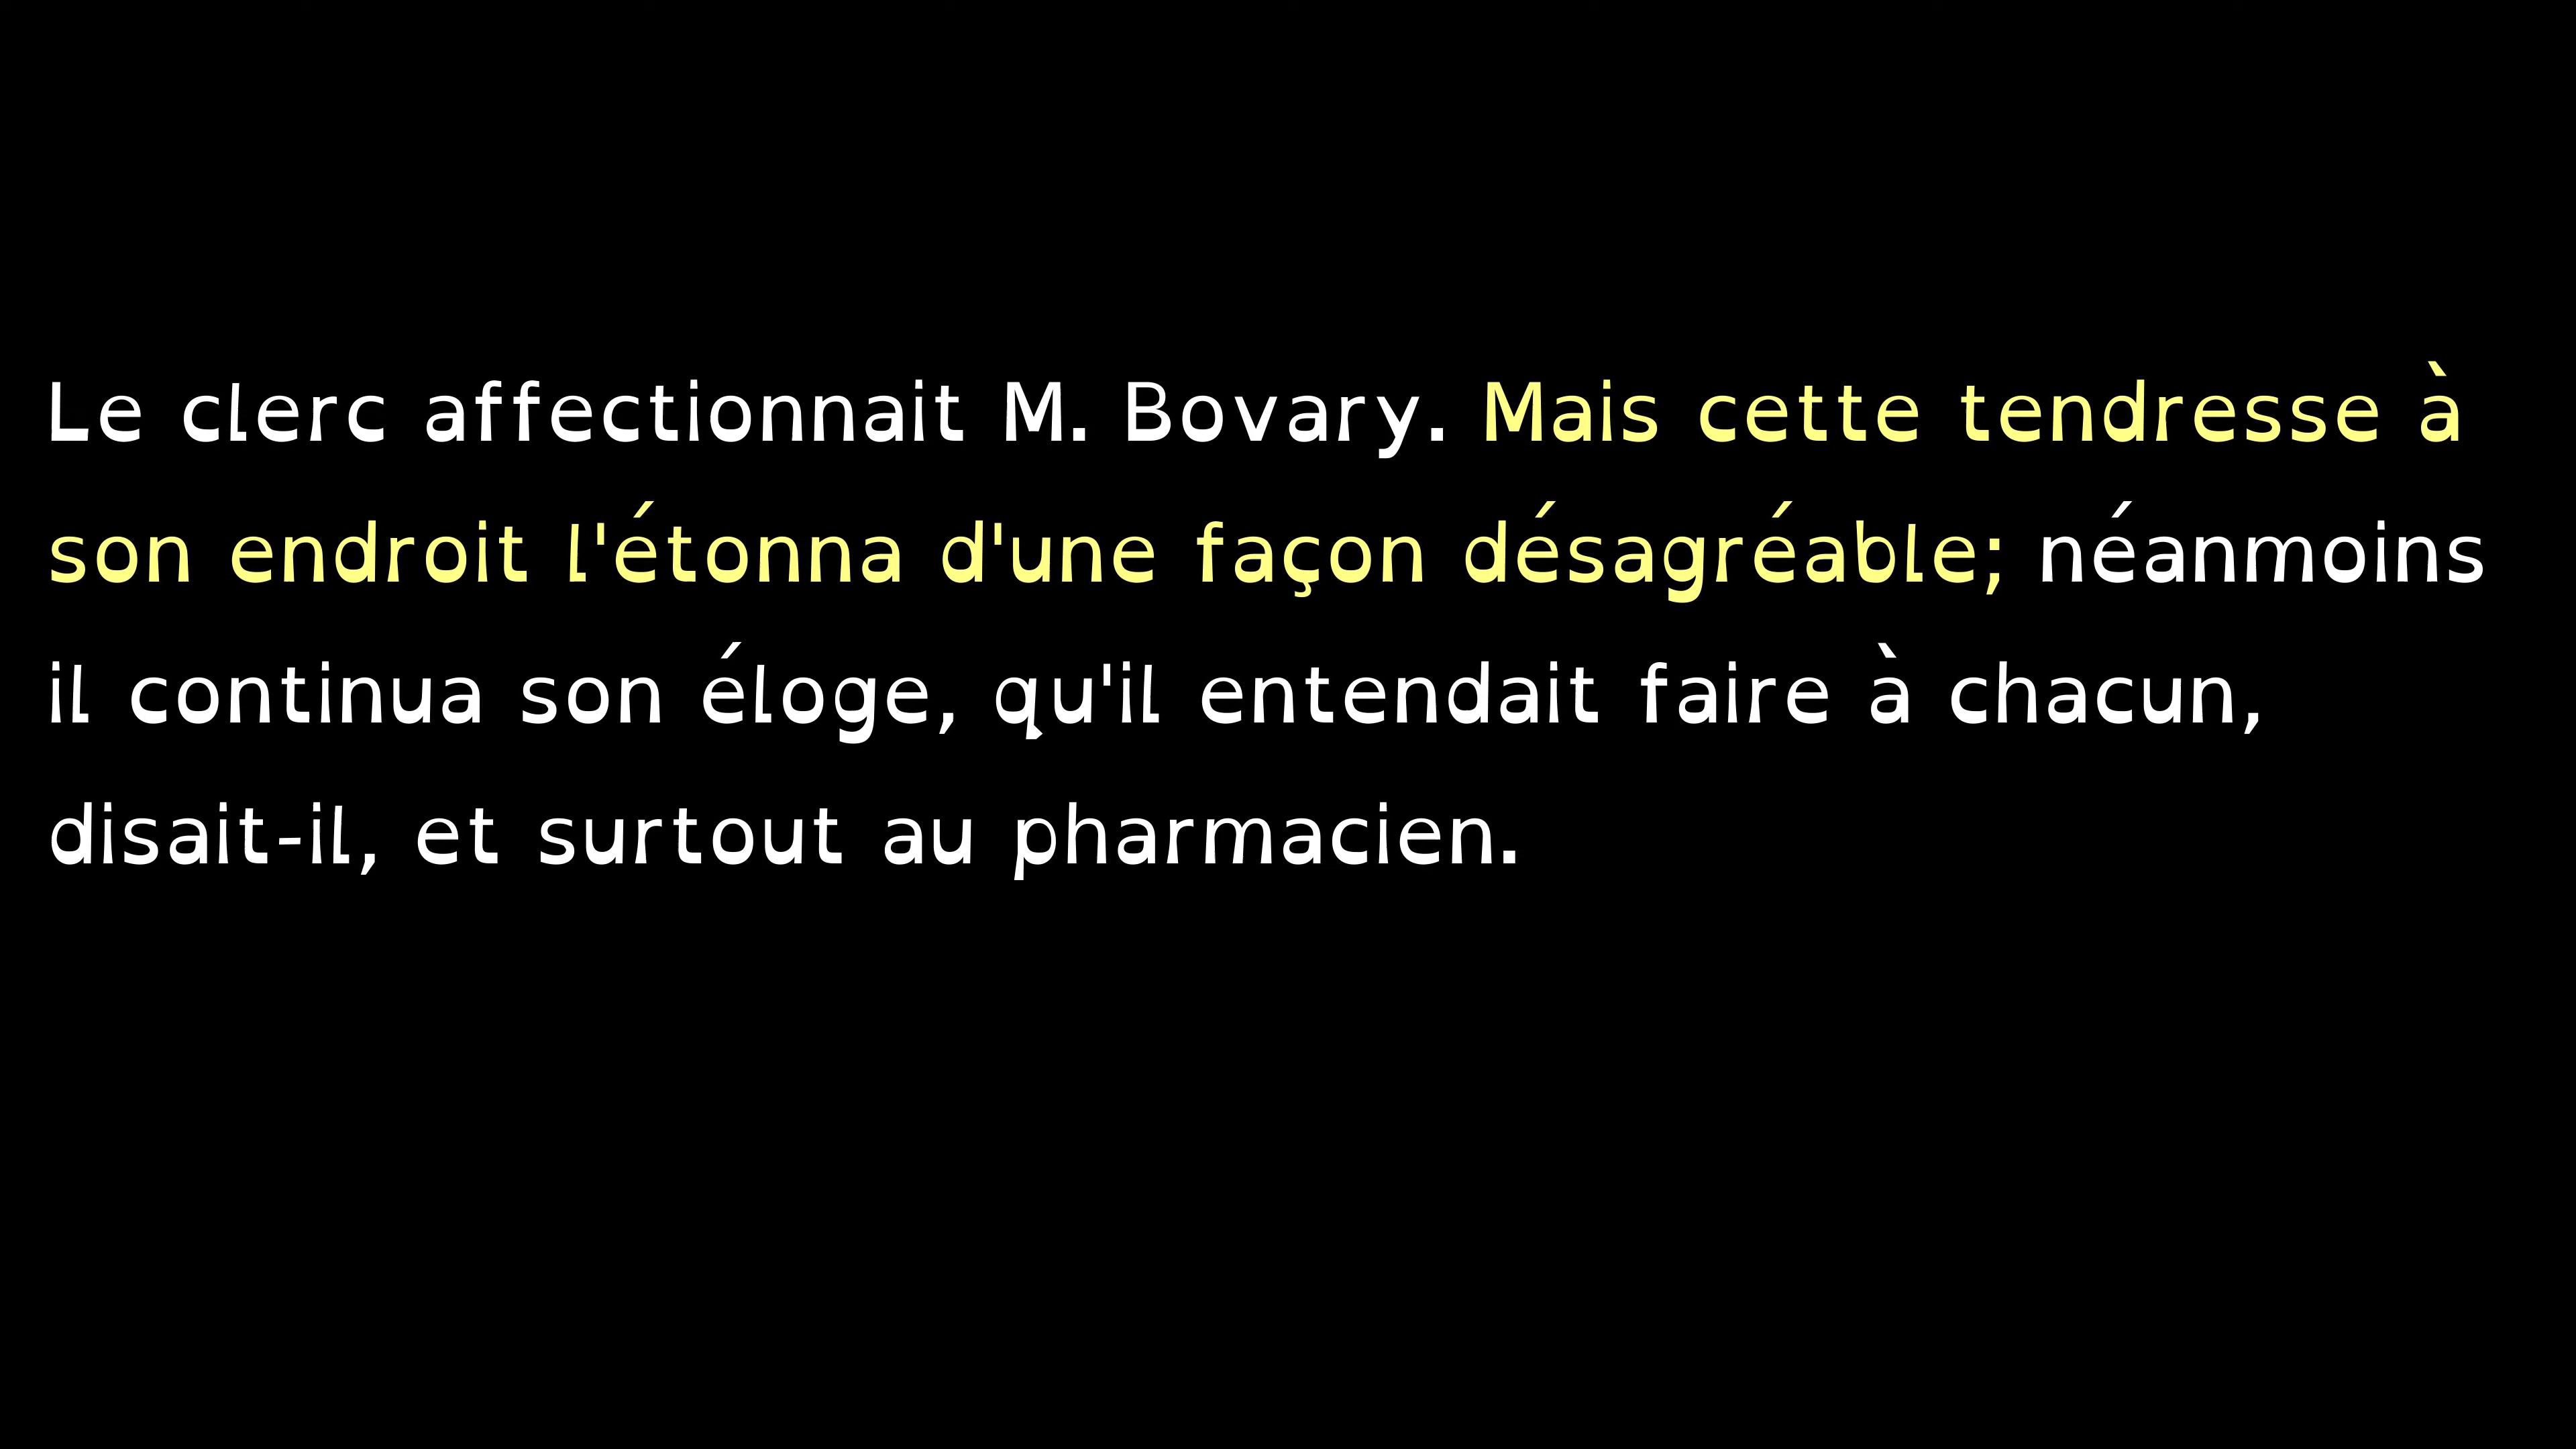 Le clerc affectionnait M. Bovary. Mais cette tendresse à
son endroit l'étonna d'une façon désagréable; néanmoins
il continua son éloge, qu'il entendait faire à chacun,
disait-il, et surtout au pharmacien.